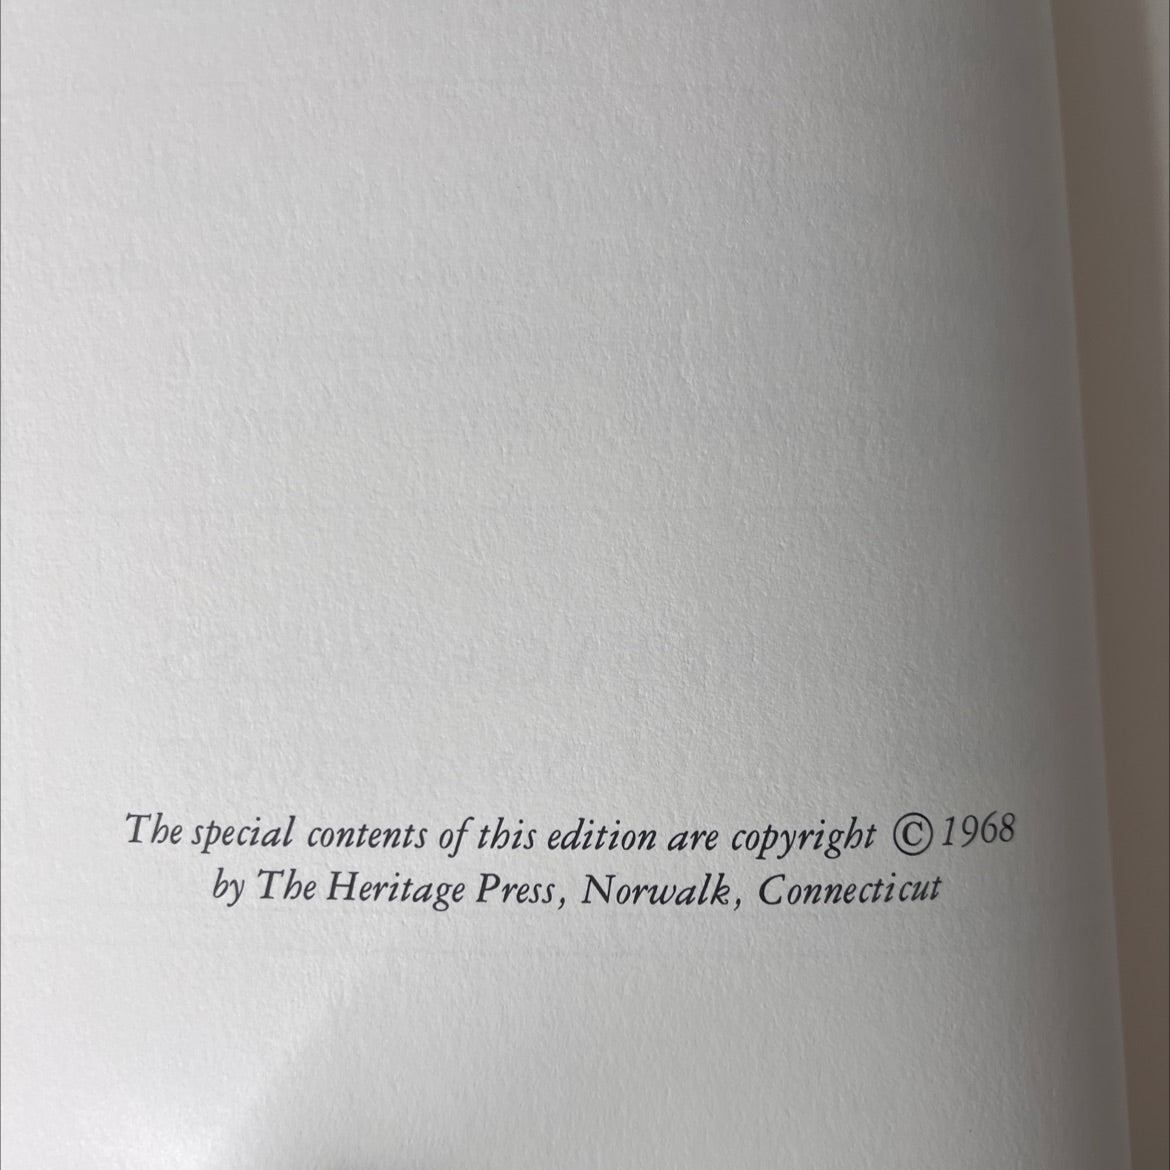 The special contents of this edition are copyright © 1968
by The Heritage Press, Norwalk, Connecticut